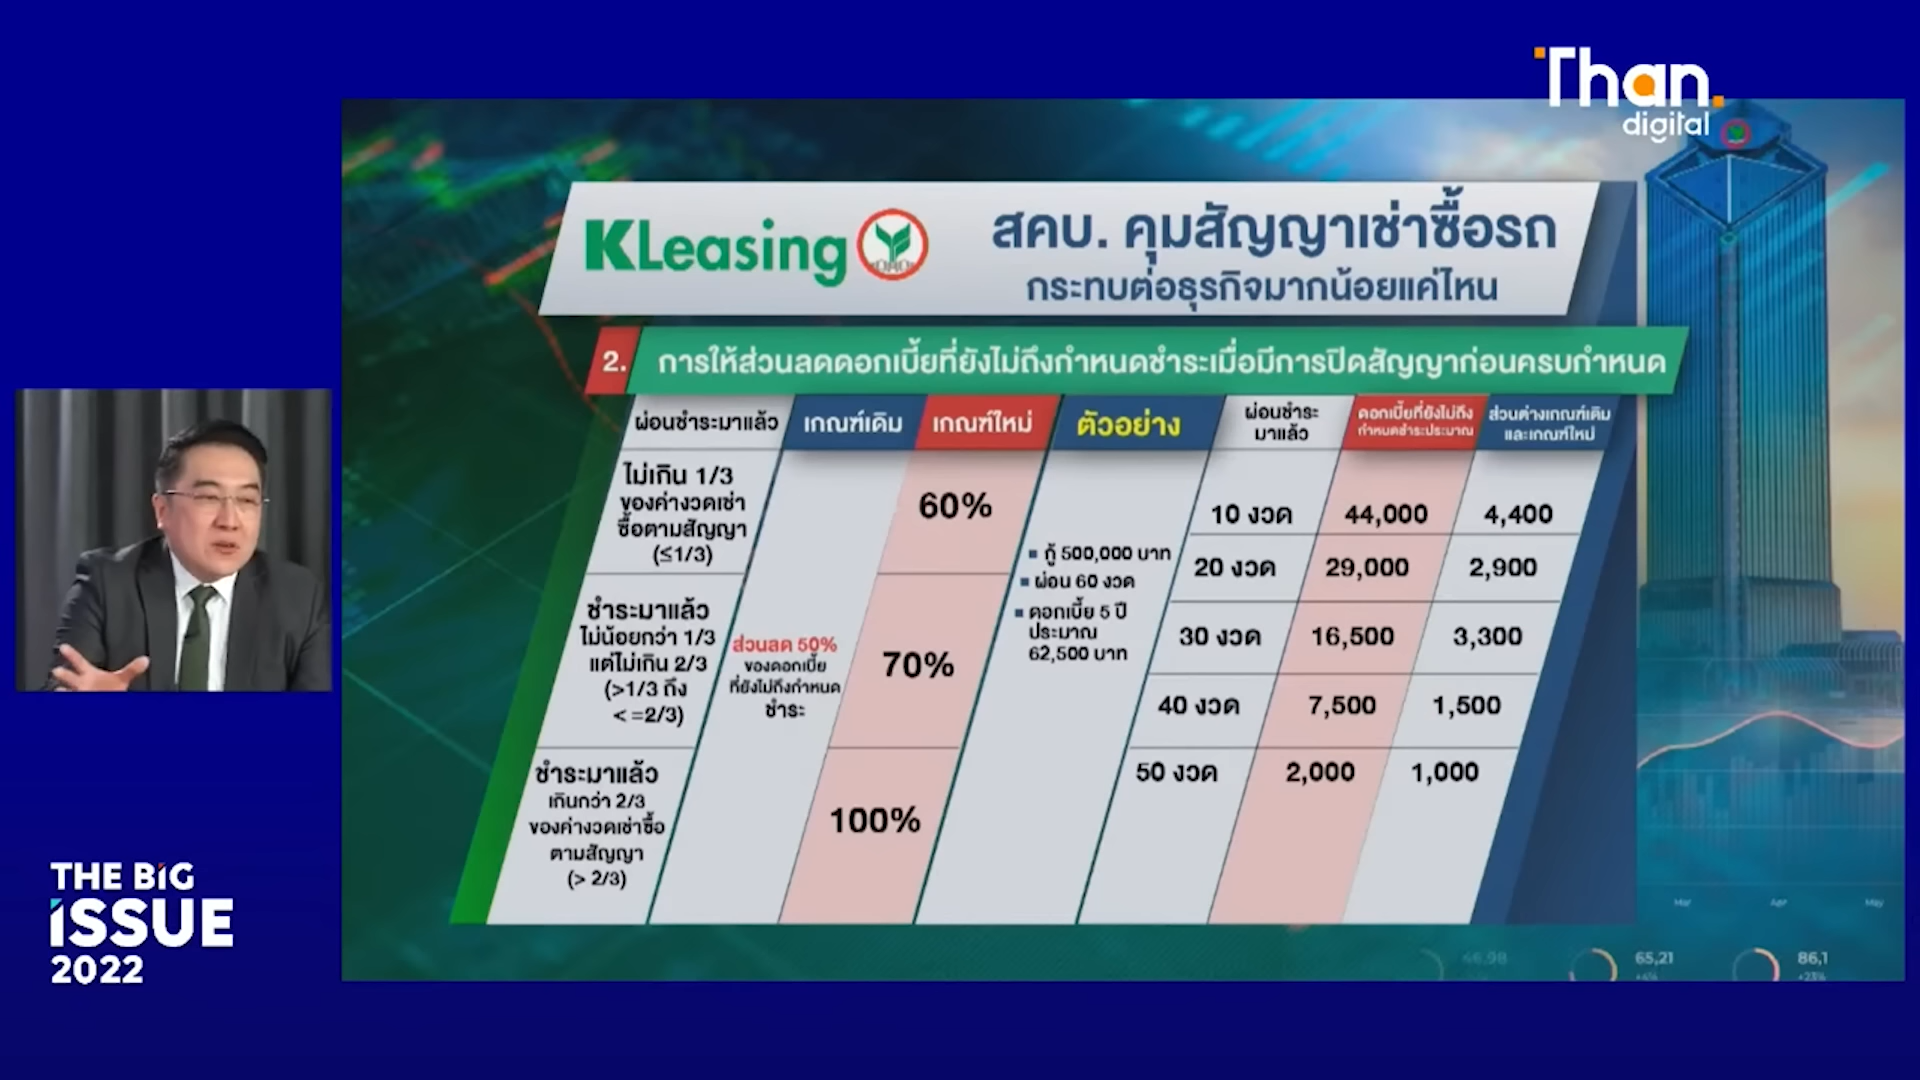 Than.
digital
KLeasing
สคบ. คุมสัญญาเช่าซื้อรถ
กระทบต่อธุรกิจมากน้อยแค่ไหน
2. การให้ส่วนลดดอกเบี้ยที่ยังไม่ถึงกำหนดชำระเมื่อมีการปิดสัญญาก่อนครบกำหนด
ผ่อนชำระมาแล้ว
เกณฑ์เดิม
เกณฑ์ใหม่
ตัวอย่าง
ผ่อนชำระ
มาแล้ว
ดอกเบี้ยที่ยังไม่ถึง
กำหนดชำระประมาณ
ส่วนต่างเกณฑ์เดิม
และเกณฑ์ใหม่
ไม่เกิน 1/3
ของค่างวดเช่า
ซื้อตามสัญญา
(≤1/3)
60%
ชำระมาแล้ว
ไม่น้อยกว่า 1/3
แต่ไม่เกิน 2/3
(>1/3 ถึง
< =2/3)
ส่วนลด 50%
ของดอกเบี้ย
ที่ยังไม่ถึงกำหนด
ชำระ
70%
ชำระมาแล้ว
เกินกว่า 2/3
ของค่างวดเช่าซื้อ
ตามสัญญา
(> 2/3)
100%
▪ กู้ 500,000 บาท
▪ ผ่อน 60 งวด
▪ ดอกเบี้ย 5 ปี
ประมาณ
62,500 บาท
10 งวด 44,000 4,400
20 งวด 29,000 2,900
30 งวด 16,500 3,300
40 งวด 7,500 1,500
50 งวด 2,000 1,000
THE BIG
ISSUE
2022
Mar Apr May
46,98 65,21 86,1
+4% +23%